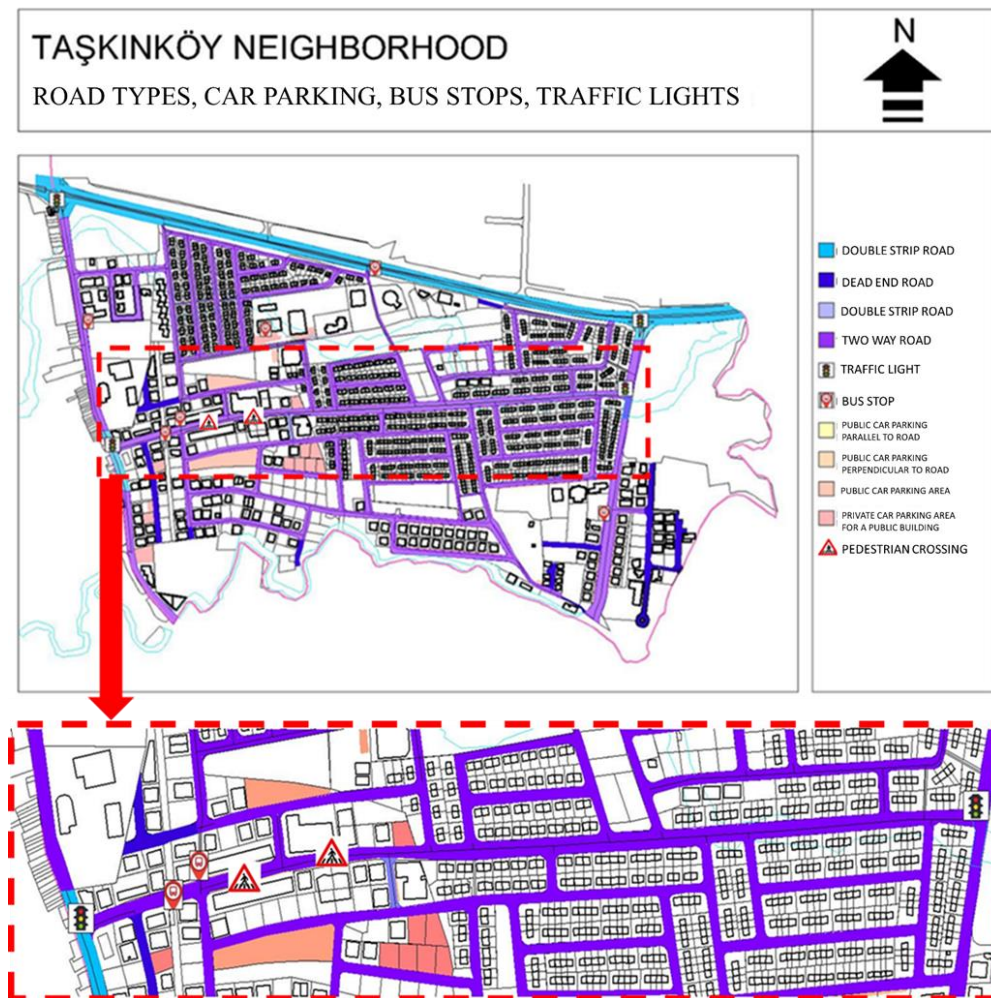 TAŞKINKÖY NEIGHBORHOOD
ROAD TYPES, CAR PARKING, BUS STOPS, TRAFFIC LIGHTS
N
DOUBLE STRIP ROAD
DEAD END ROAD
DOUBLE STRIP ROAD
TWO WAY ROAD
TRAFFIC LIGHT
BUS STOP
PUBLIC CAR PARKING
PARALLEL TO ROAD
PUBLIC CAR PARKING
PERPENDICULAR TO ROAD
PUBLIC CAR PARKING AREA
PRIVATE CAR PARKING AREA
FOR A PUBLIC BUILDING
PEDESTRIAN CROSSING